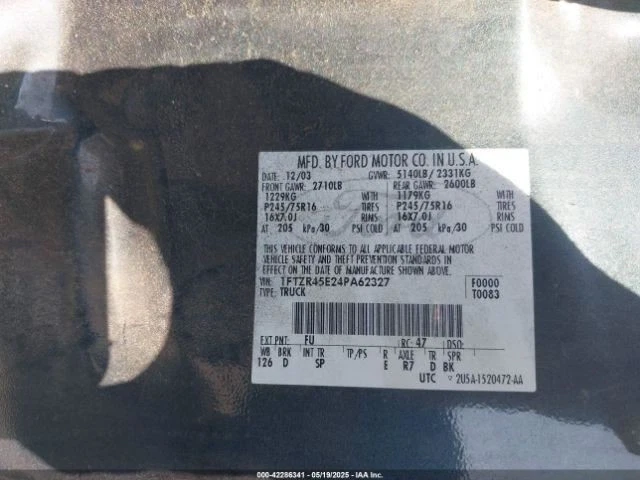 MFD. BY FORD MOTOR CO. IN U.S.A.
DATE: 12/03 GVWR: 5140LB/ 2331KG
FRONT GAWR: 2710LB REAR GAWR: 2600LB
1229KG WITH 1179KG WITH
P245/75R16 TIRES P245/75R16 TIRES
16X7.0J RIMS 16X7.0J RIMS
AT 205 kPa/30 PSI COLD AT 205 kPa/30 PSI COLD
THIS VEHICLE CONFORMS TO ALL APPLICABLE FEDERAL MOTOR
VEHICLE SAFETY AND BUMPER STANDARDS IN
EFFECT ON THE DATE OF MANUFACTURE SHOWN ABOVE.
VIN: 1FTZR45E24PA62327 F0000
TYPE: TRUCK T0083
EXT PNT: FU RC: 47 DSO:
WB BRK INT TR TP/PS R AXLE TR SPR
126 D SP E R7 D BK
UTC 2U5A-1520472-AA
000-42286341 - 05/19/2025 - IAA Inc.